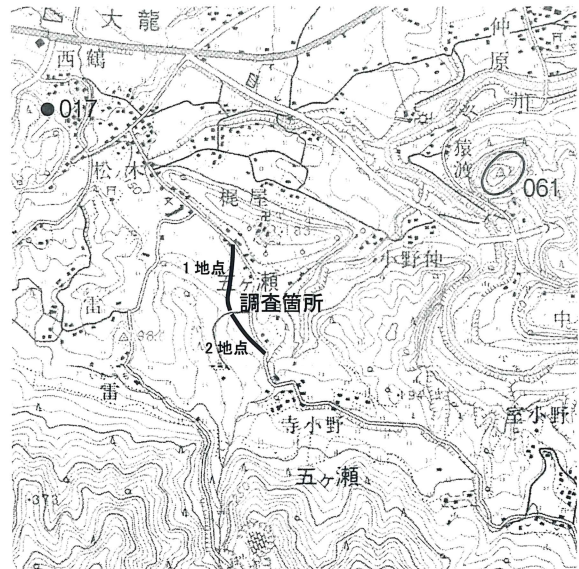 大龍
西鶴
仲原
017
川
松木
猿渡
061
梶屋
小野仲
1地点
五ヶ瀬
調査箇所
雷
中
2地点
雷
寺小野
室小野
五ヶ瀬
373